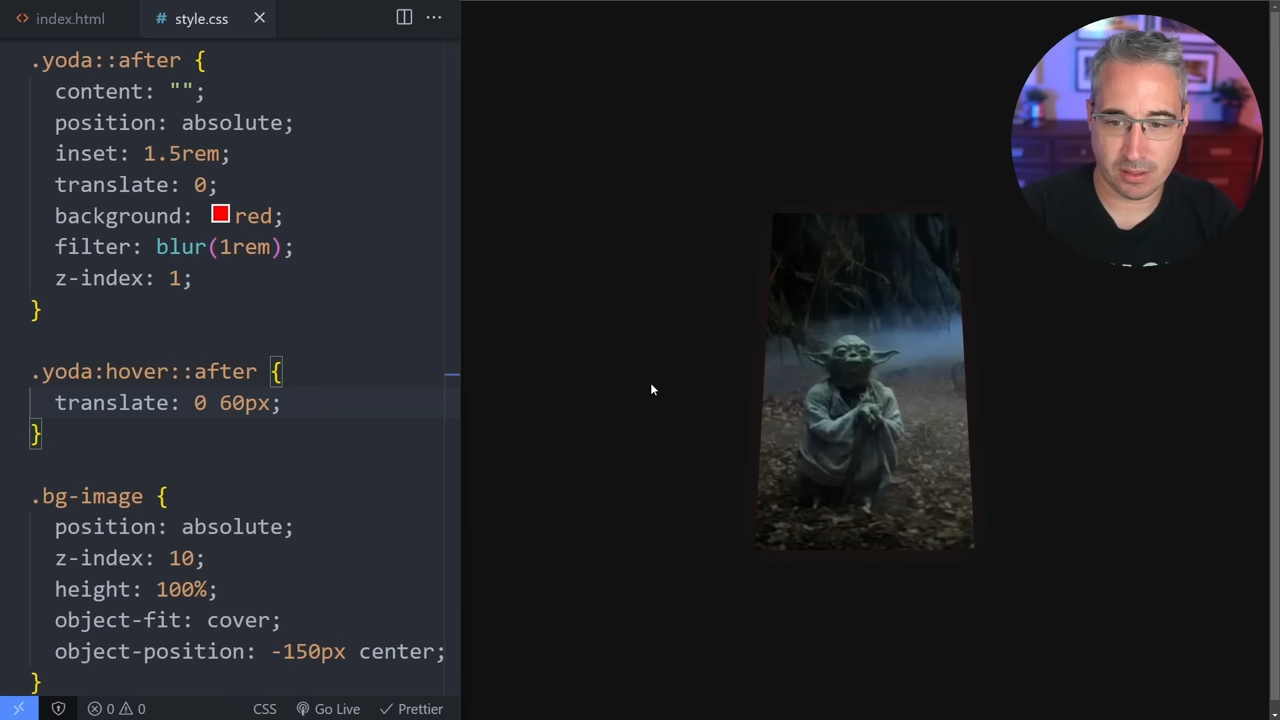 <> index.html
# style.css
.yoda::after {
content: "";
position: absolute;
inset: 1.5rem;
translate: 0;
background: red;
filter: blur(1rem);
z-index: 1;
}
.yoda:hover::after {
translate: 0 60px;
}
.bg-image {
position: absolute;
z-index: 10;
height: 100%;
object-fit: cover;
object-position: -150px center;
}
0 0 CSS Go Live Prettier